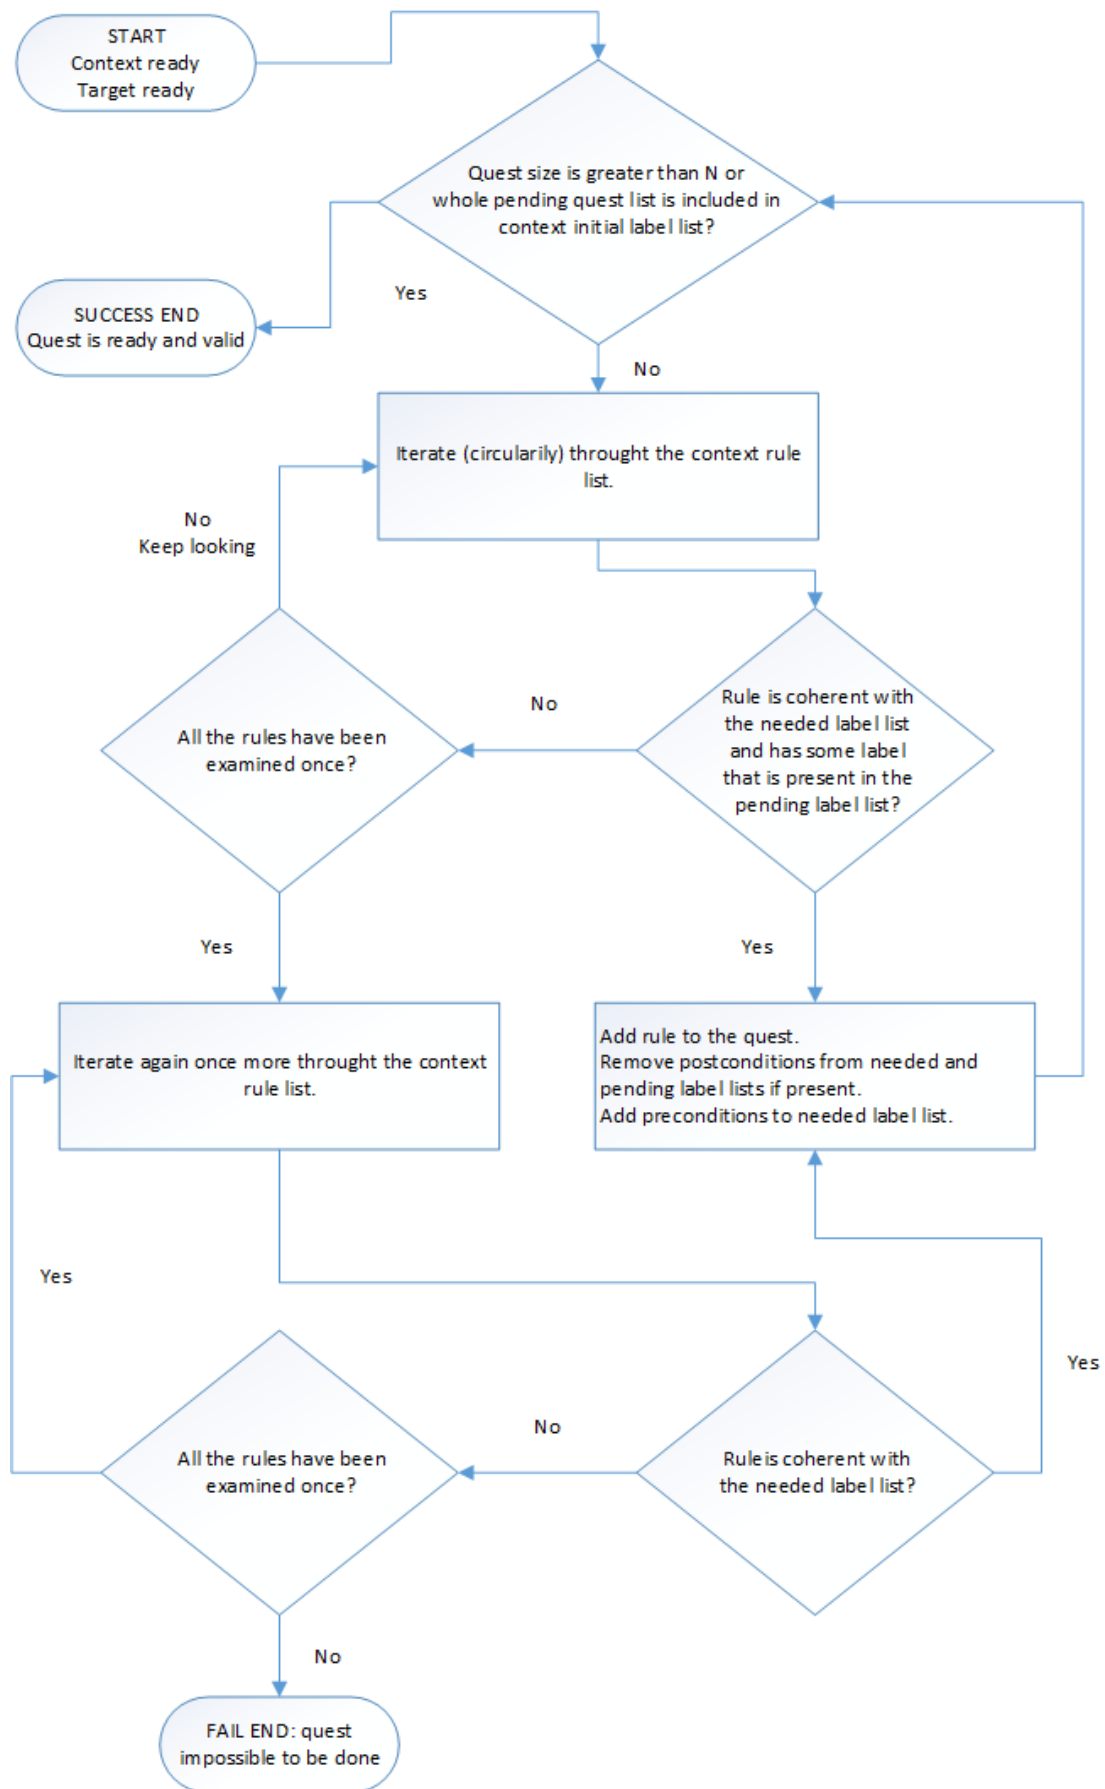 START
Context ready
Target ready
Quest size is greater than N or
whole pending quest list is included in
context initial label list?
Yes
SUCCESS END
Quest is ready and valid
No
Iterate (circularily) throught the context rule
list.
No
Keep looking
Rule is coherent with
the needed label list
and has some label
that is present in the
pending label list?
No
All the rules have been
examined once?
Yes
Yes
Iterate again once more throught the context
rule list.
Add rule to the quest.
Remove postconditions from needed and
pending label lists if present.
Add preconditions to needed label list.
Yes
Yes
No
All the rules have been
examined once?
Rule is coherent with
the needed label list?
No
FAIL END: quest
impossible to be done